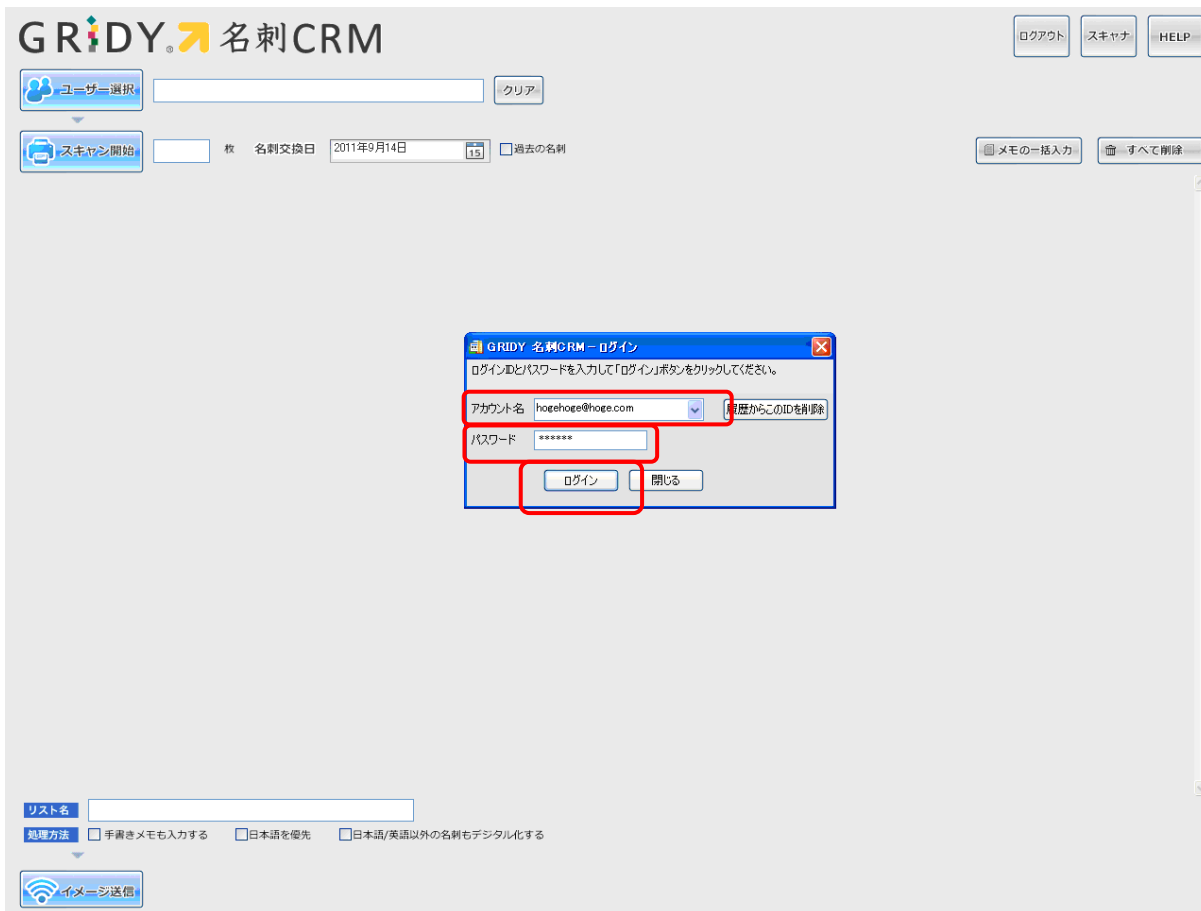 GRiDY® 名刺CRM
ログアウト スキャナ HELP
ユーザー選択 クリア
スキャン開始 枚 名刺交換日 2011年9月14日 15 過去の名刺 メモの一括入力 すべて削除
GRIDY 名刺CRM－ログイン
ログインIDとパスワードを入力して「ログイン」ボタンをクリックしてください。
アカウント名 hogehoge@hoge.com 履歴からこのIDを削除
パスワード ******
ログイン 閉じる
リスト名
処理方法 手書きメモも入力する 日本語を優先 日本語/英語以外の名刺もデジタル化する
イメージ送信